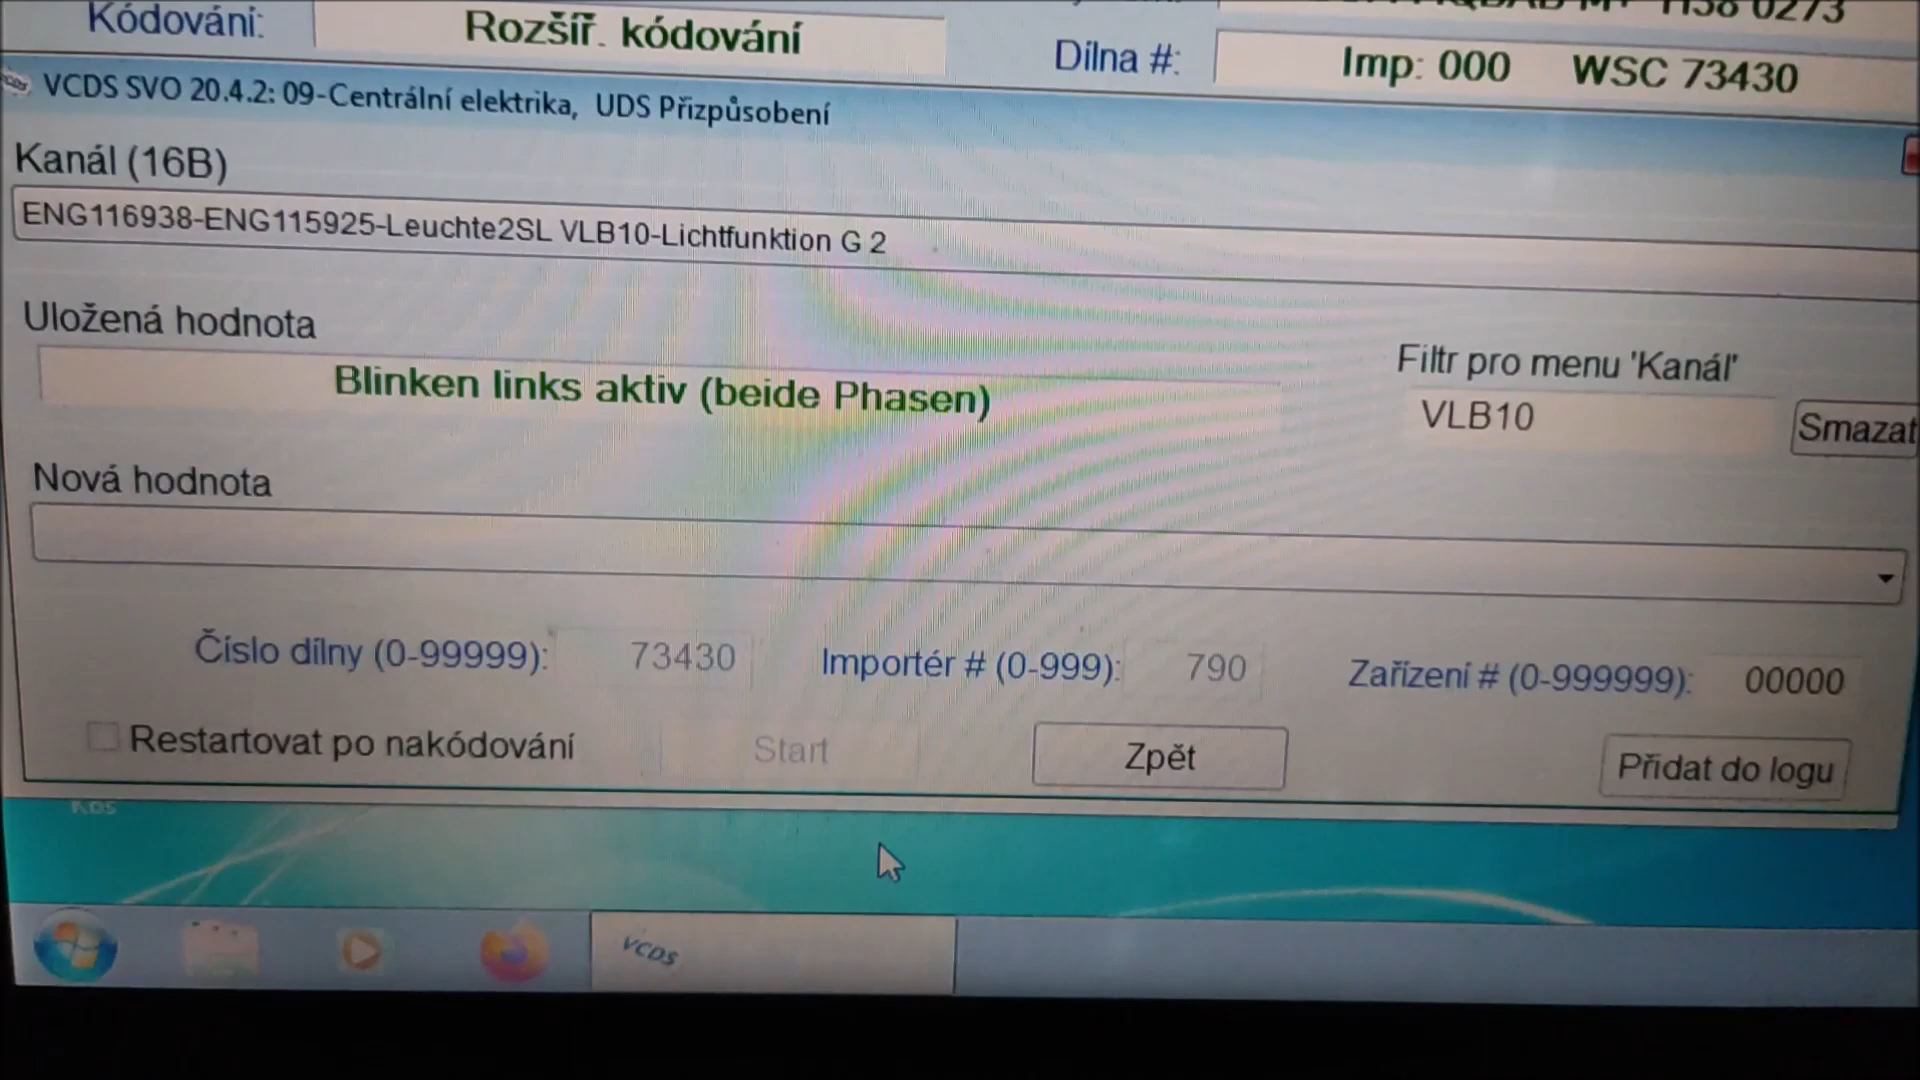 Kódování:
Rozšíř. kódování
H38 0273
Dílna #:
Imp: 000 WSC 73430
VCDS SVO 20.4.2: 09-Centrální elektrika, UDS Přizpůsobení
Kanál (16B)
ENG116938-ENG115925-Leuchte2SL VLB10-Lichtfunktion G 2
Uložená hodnota
Blinken links aktiv (beide Phasen)
Filtr pro menu 'Kanál'
VLB10
Smazat
Nová hodnota
Číslo dílny (0-99999):
73430
Importér # (0-999):
790
Zařízení # (0-999999):
00000
Restartovat po nakódování
Start
Zpět
Přidat do logu
Koš
VCDS